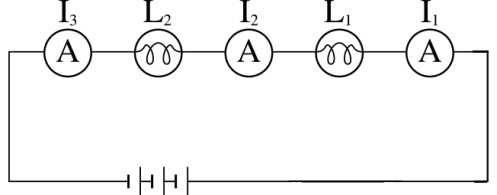 I₃ L₂ I₂ L₁ I₁
A A A